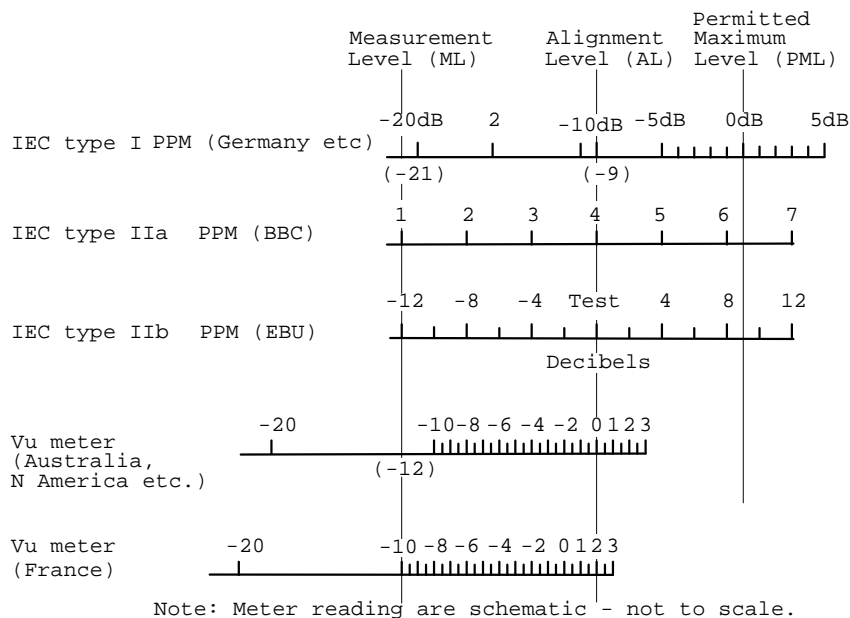 Permitted
Measurement Alignment Maximum
Level (ML) Level (AL) Level (PML)
-20dB 2 -10dB -5dB 0dB 5dB
IEC type I PPM (Germany etc)
(-21) (-9)
1 2 3 4 5 6 7
IEC type IIa PPM (BBC)
-12 -8 -4 Test 4 8 12
IEC type IIb PPM (EBU)
Decibels
-20 -10 -8 -6 -4 -2 0 1 2 3
Vu meter
(Australia,
N America etc.)
(-12)
Vu meter
(France)
-20 -10 -8 -6 -4 -2 0 1 2 3
Note: Meter reading are schematic - not to scale.